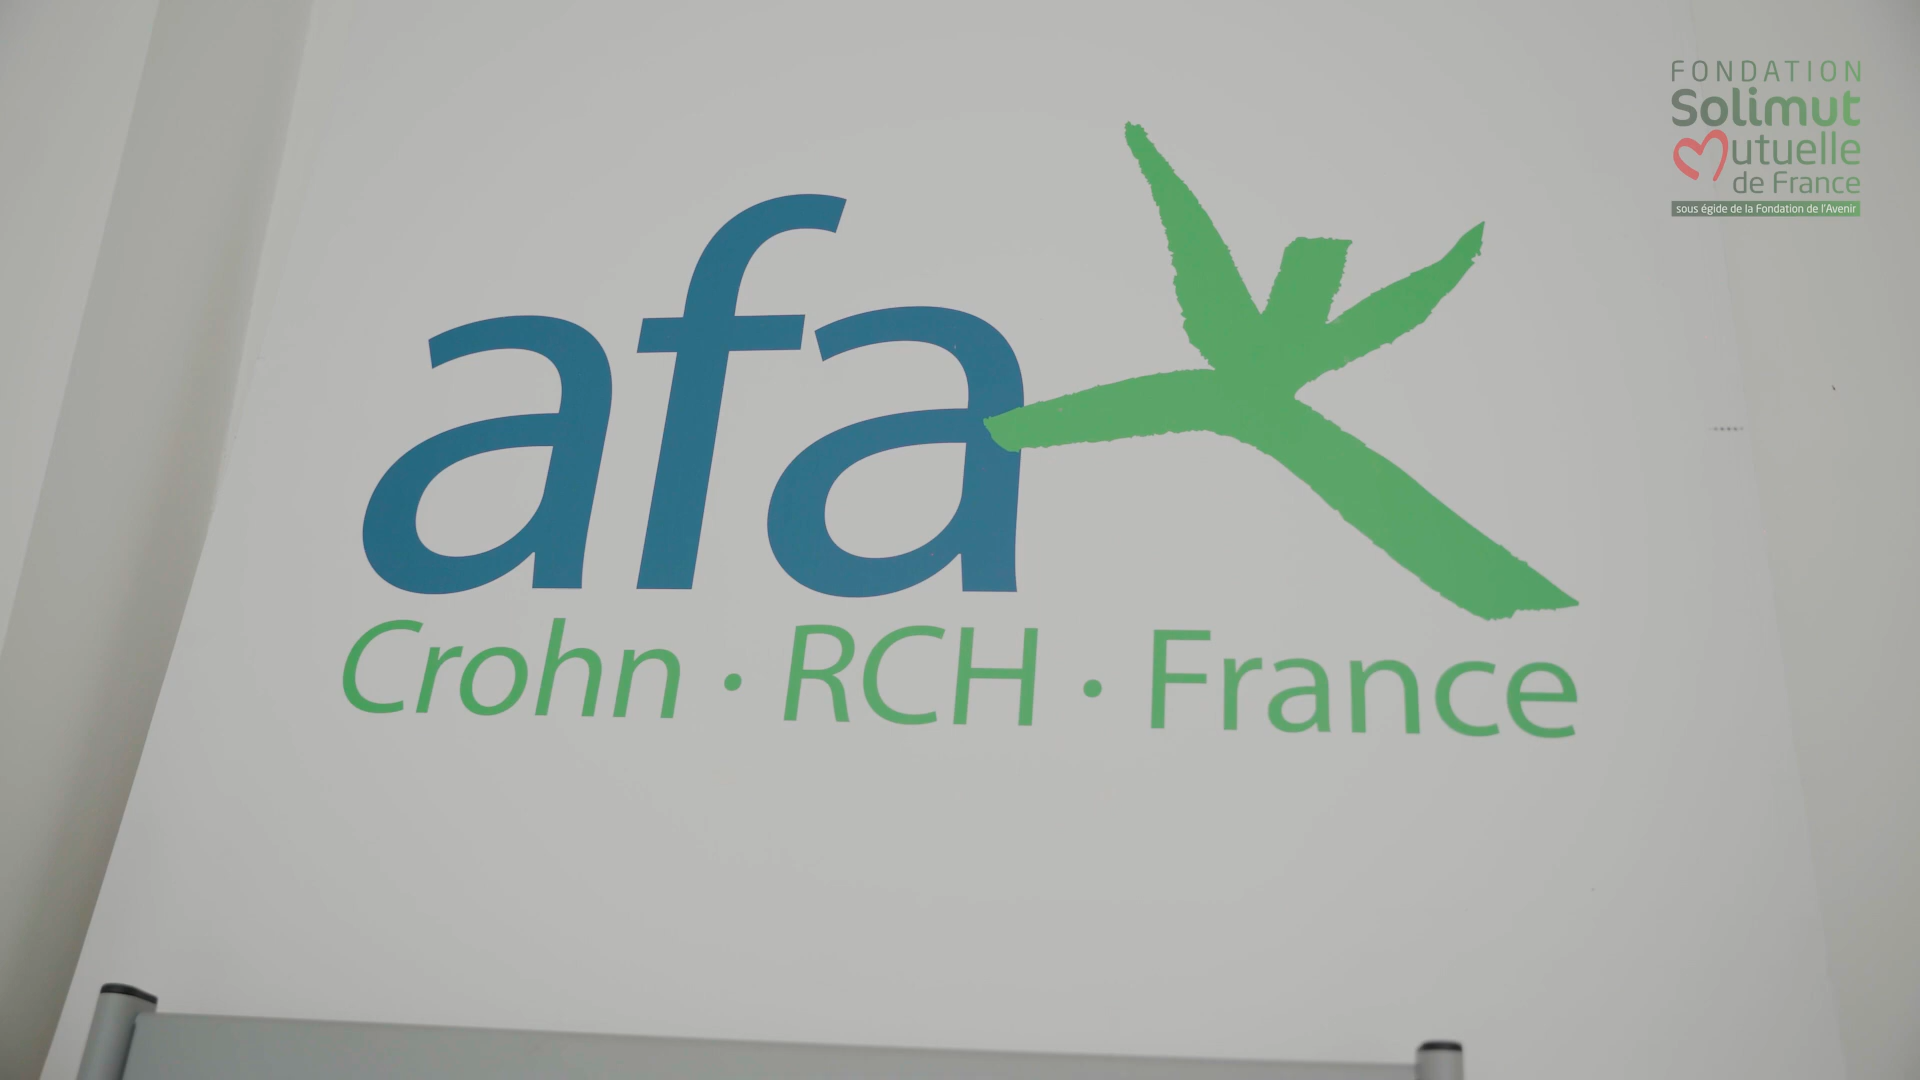 afa
Crohn · RCH · France
FONDATION
Solimut
Mutuelle
de France
sous égide de la Fondation de l'Avenir